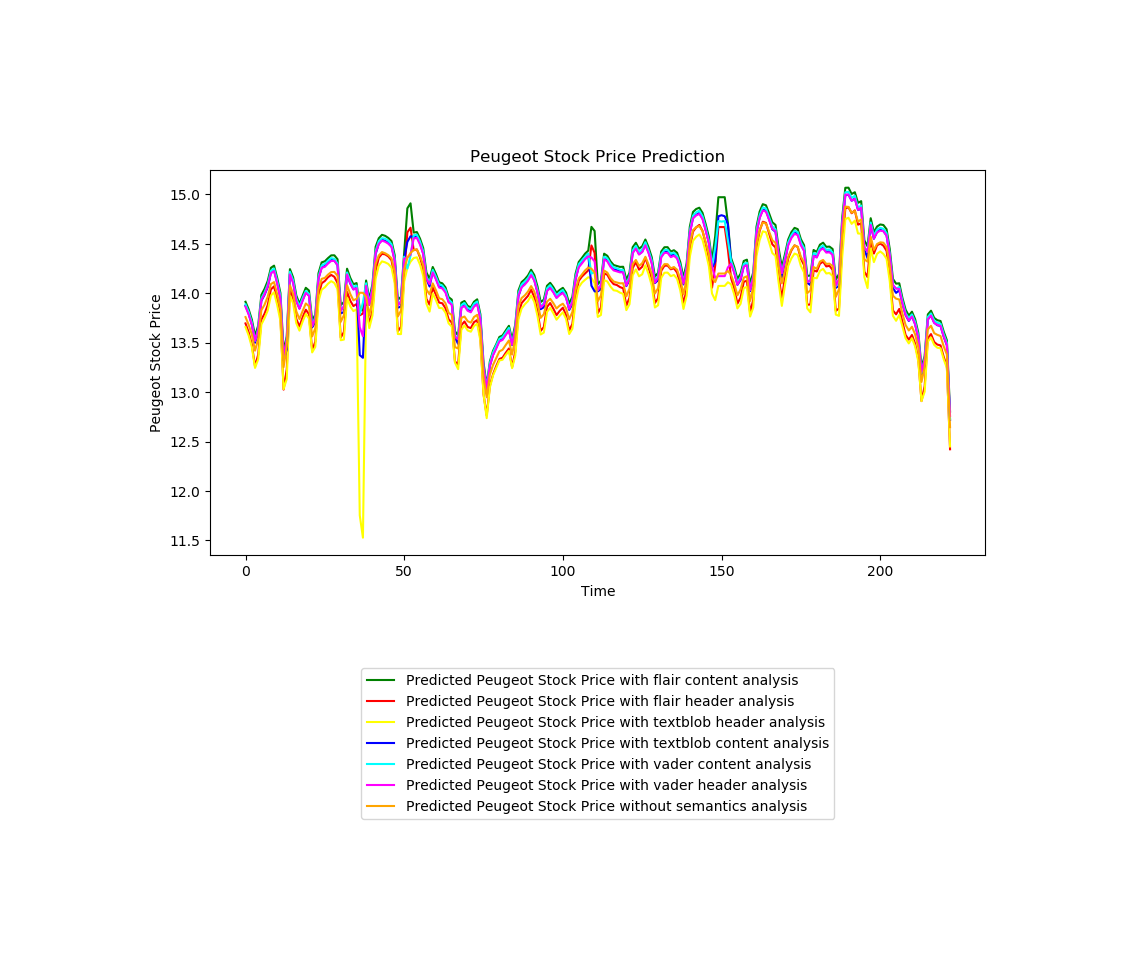 Peugeot Stock Price Prediction
15.0
14.5
14.0
13.5
13.0
12.5
12.0
11.5
Peugeot Stock Price
0 50 100 150 200
Time
Predicted Peugeot Stock Price with flair content analysis
Predicted Peugeot Stock Price with flair header analysis
Predicted Peugeot Stock Price with textblob header analysis
Predicted Peugeot Stock Price with textblob content analysis
Predicted Peugeot Stock Price with vader content analysis
Predicted Peugeot Stock Price with vader header analysis
Predicted Peugeot Stock Price without semantics analysis